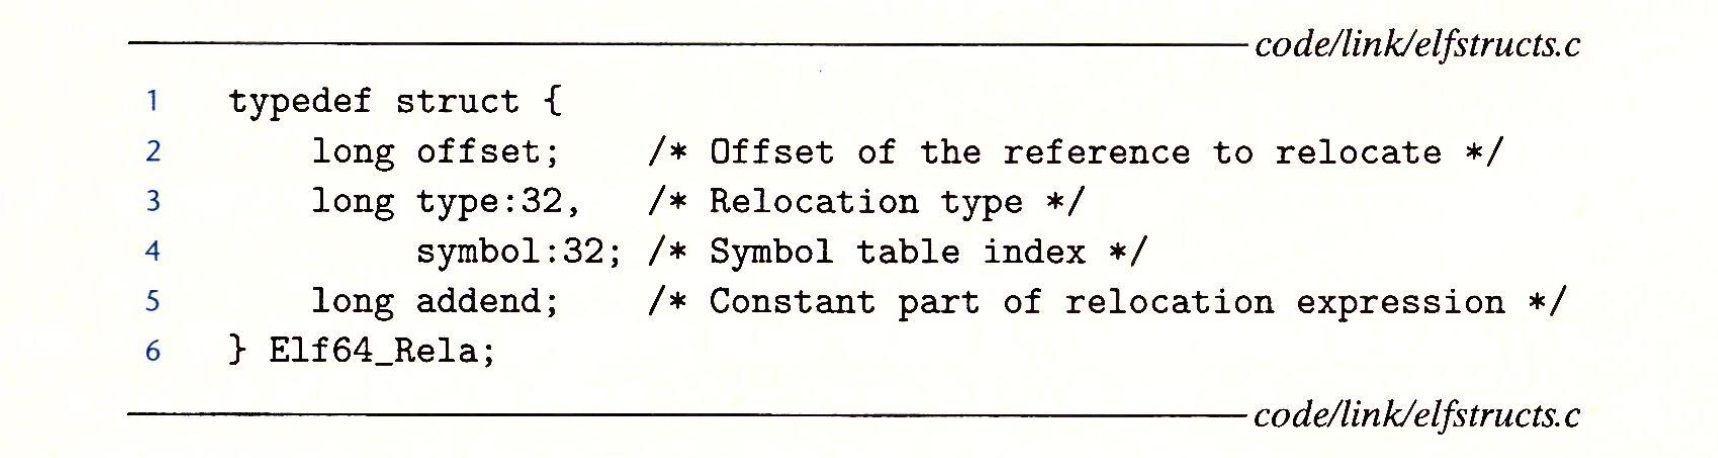 code/link/elfstructs.c
1 typedef struct {
2 long offset; /* Offset of the reference to relocate */
3 long type:32, /* Relocation type */
4 symbol:32; /* Symbol table index */
5 long addend; /* Constant part of relocation expression */
6 } Elf64_Rela;
code/link/elfstructs.c